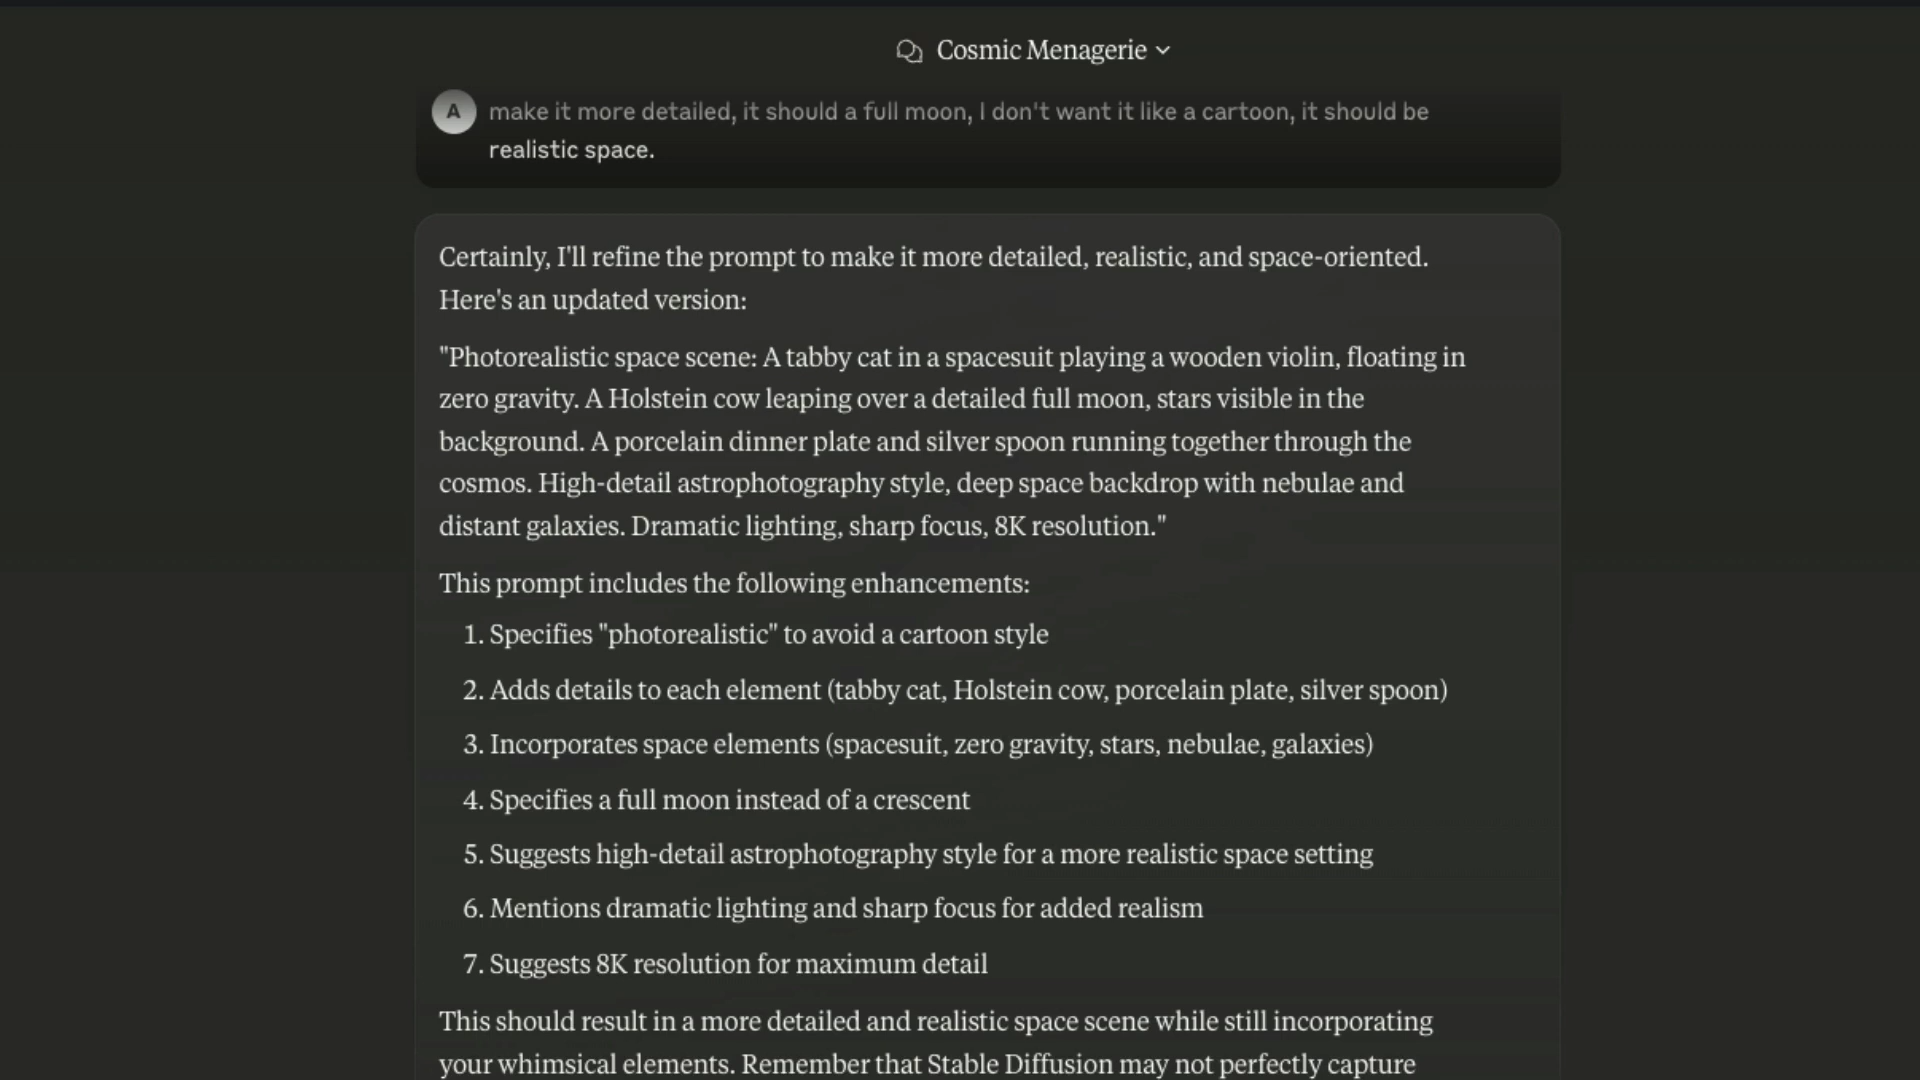 Cosmic Menagerie
A
make it more detailed, it should a full moon, I don't want it like a cartoon, it should be
realistic space.
Certainly, I'll refine the prompt to make it more detailed, realistic, and space-oriented.
Here's an updated version:
"Photorealistic space scene: A tabby cat in a spacesuit playing a wooden violin, floating in
zero gravity. A Holstein cow leaping over a detailed full moon, stars visible in the
background. A porcelain dinner plate and silver spoon running together through the
cosmos. High-detail astrophotography style, deep space backdrop with nebulae and
distant galaxies. Dramatic lighting, sharp focus, 8K resolution."
This prompt includes the following enhancements:
1. Specifies "photorealistic" to avoid a cartoon style
2. Adds details to each element (tabby cat, Holstein cow, porcelain plate, silver spoon)
3. Incorporates space elements (spacesuit, zero gravity, stars, nebulae, galaxies)
4. Specifies a full moon instead of a crescent
5. Suggests high-detail astrophotography style for a more realistic space setting
6. Mentions dramatic lighting and sharp focus for added realism
7. Suggests 8K resolution for maximum detail
This should result in a more detailed and realistic space scene while still incorporating
your whimsical elements. Remember that Stable Diffusion may not perfectly capture